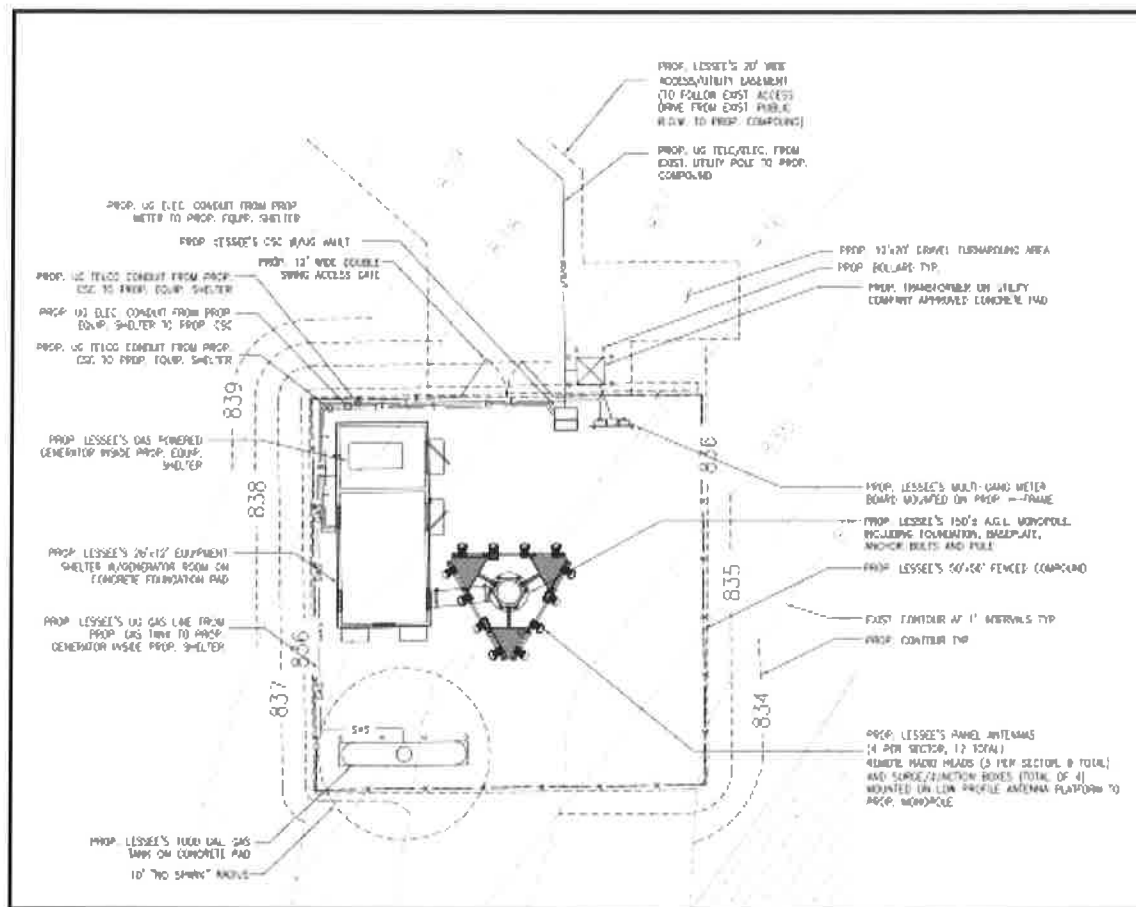 PROP. LESSEE'S 20' WIDE
ACCESS/UTILITY EASEMENT
(TO FOLLOW EXIST ACCESS
DRIVE FROM EXIST PUBLIC
R.O.W. TO PROP. COMPOUND)
PROP. UG TELC/ELEC. FROM
EXIST. UTILITY POLE TO PROP.
COMPOUND
PROP. UG ELEC. CONDUIT FROM PROP
METER TO PROP. EQUIP. SHELTER
PROP. LESSEE'S CSC W/UG VAULT
PROP. 12' WIDE DOUBLE
SWING ACCESS GATE
PROP. UG TELCO CONDUIT FROM PROP.
CSC TO PROP. EQUIP. SHELTER
PROP. UG ELEC. CONDUIT FROM PROP
EQUIP. SHELTER TO PROP. CSC
PROP. UG TELCO CONDUIT FROM PROP.
CSC TO PROP. EQUIP. SHELTER
PROP. GRAVEL TURNAROUND AREA
PROP. BOLLARD TYP.
PROP. TRANSFORMER ON UTILITY
COMPANY APPROVED CONCRETE PAD
839
838
837
836
836
835
834
PROP. LESSEE'S GAS POWERED
GENERATOR INSIDE PROP. EQUIP.
SHELTER
PROP. LESSEE'S 26'x12' EQUIPMENT
SHELTER W/GENERATOR ROOM ON
CONCRETE FOUNDATION PAD
PROP. LESSEE'S UG GAS LINE FROM
PROP. GAS TANK TO PROP.
GENERATOR INSIDE PROP. SHELTER
PROP. LESSEE'S MULTI-GANG METER
BOARD MOUNTED ON PROP. H-FRAME
PROP. LESSEE'S 150'± A.G.L. MONOPOLE,
INCLUDING FOUNDATION, BASEPLATE,
ANCHOR BOLTS AND POLE
PROP. LESSEE'S 50'x50' FENCED COMPOUND
EXIST. CONTOUR AT 1' INTERVALS TYP
PROP. CONTOUR TYP
PROP. LESSEE'S PANEL ANTENNAS
(4 PER SECTOR, 12 TOTAL)
REMOTE RADIO HEADS (3 PER SECTOR, 9 TOTAL)
AND SURGE/JUNCTION BOXES (TOTAL OF 4)
MOUNTED ON LOW PROFILE ANTENNA PLATFORM TO
PROP. MONOPOLE
PROP. LESSEE'S 1000 GAL. GAS
TANK ON CONCRETE PAD
10' "NO SPARK" RADIUS